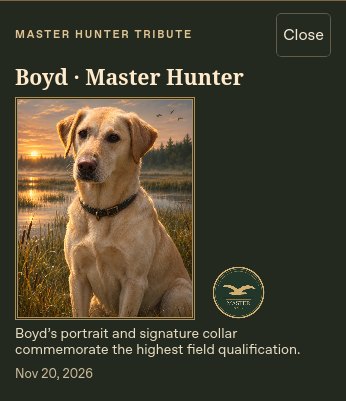 MASTER HUNTER TRIBUTE
Close
Boyd · Master Hunter
MASTER
Boyd's portrait and signature collar
commemorate the highest field qualification.
Nov 20, 2026